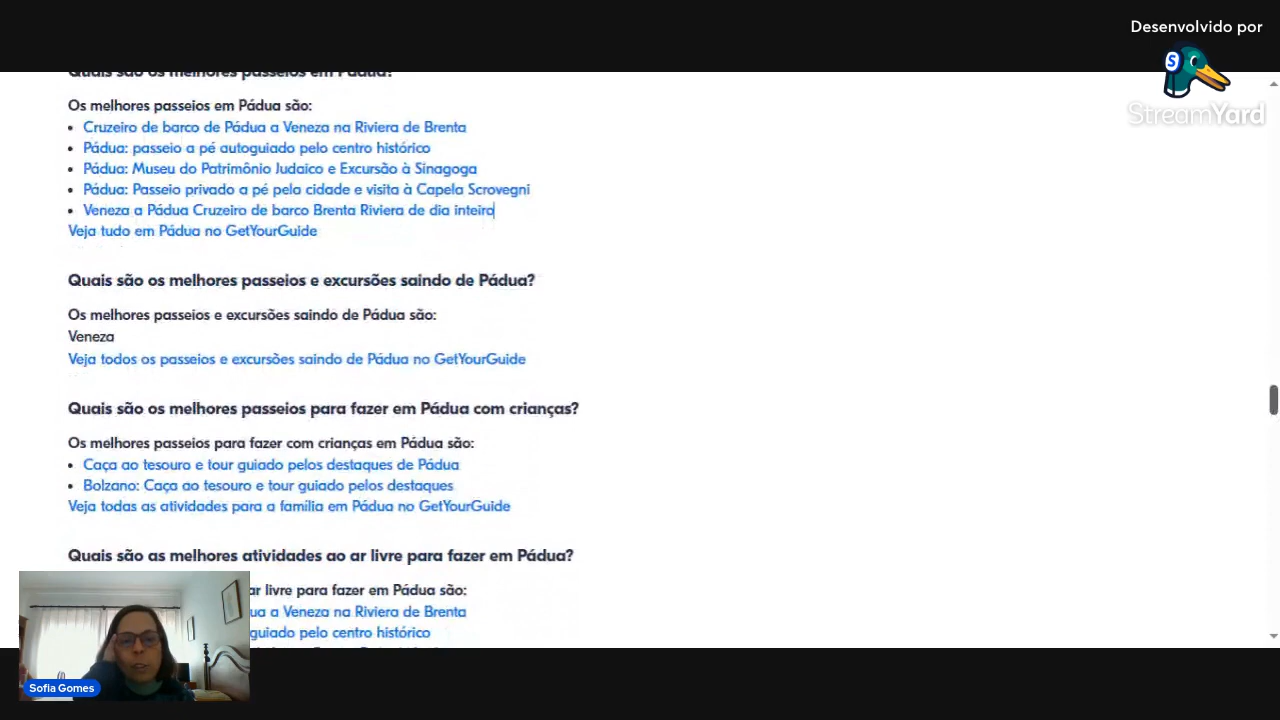 Desenvolvido por
StreamYard
Quais são os melhores passeios em Pádua?
Os melhores passeios em Pádua são:
Cruzeiro de barco de Pádua a Veneza na Riviera de Brenta
Pádua: passeio a pé autoguiado pelo centro histórico
Pádua: Museu do Patrimônio Judaico e Excursão à Sinagoga
Pádua: Passeio privado a pé pela cidade e visita à Capela Scrovegni
Veneza a Pádua Cruzeiro de barco Brenta Riviera de dia inteiro
Veja tudo em Pádua no GetYourGuide
Quais são os melhores passeios e excursões saindo de Pádua?
Os melhores passeios e excursões saindo de Pádua são:
Veneza
Veja todos os passeios e excursões saindo de Pádua no GetYourGuide
Quais são os melhores passeios para fazer em Pádua com crianças?
Os melhores passeios para fazer com crianças em Pádua são:
Caça ao tesouro e tour guiado pelos destaques de Pádua
Bolzano: Caça ao tesouro e tour guiado pelos destaques
Veja todas as atividades para a família em Pádua no GetYourGuide
Quais são as melhores atividades ao ar livre para fazer em Pádua?
ar livre para fazer em Pádua são:
ua a Veneza na Riviera de Brenta
guiado pelo centro histórico
Sofia Gomes